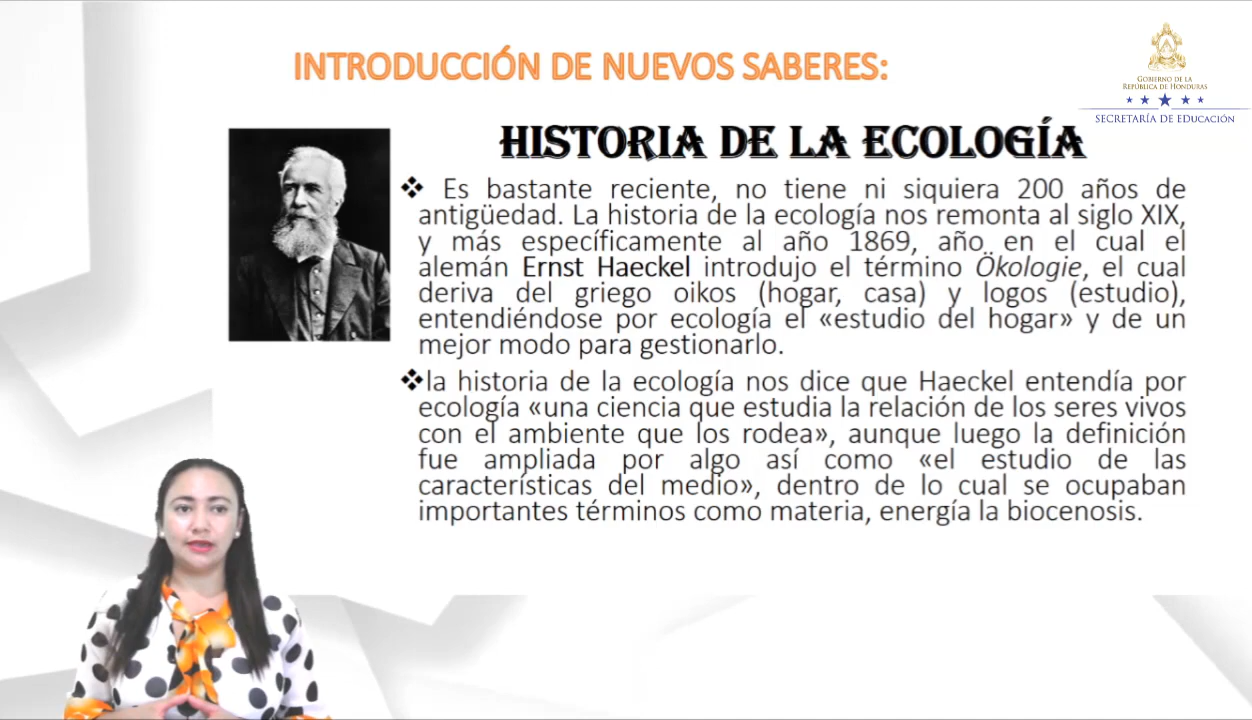 INTRODUCCIÓN DE NUEVOS SABERES:
GOBIERNO DE LA
REPÚBLICA DE HONDURAS
SECRETARÍA DE EDUCACIÓN
HISTORIA DE LA ECOLOGÍA
❖ Es bastante reciente, no tiene ni siquiera 200 años de
antigüedad. La historia de la ecología nos remonta al siglo XIX,
y más específicamente al año 1869, año en el cual el
alemán Ernst Haeckel introdujo el término Ökologie, el cual
deriva del griego oikos (hogar, casa) y logos (estudio),
entendiéndose por ecología el «estudio del hogar» y de un
mejor modo para gestionarlo.
❖la historia de la ecología nos dice que Haeckel entendía por
ecología «una ciencia que estudia la relación de los seres vivos
con el ambiente que los rodea», aunque luego la definición
fue ampliada por algo así como «el estudio de las
características del medio», dentro de lo cual se ocupaban
importantes términos como materia, energía la biocenosis.